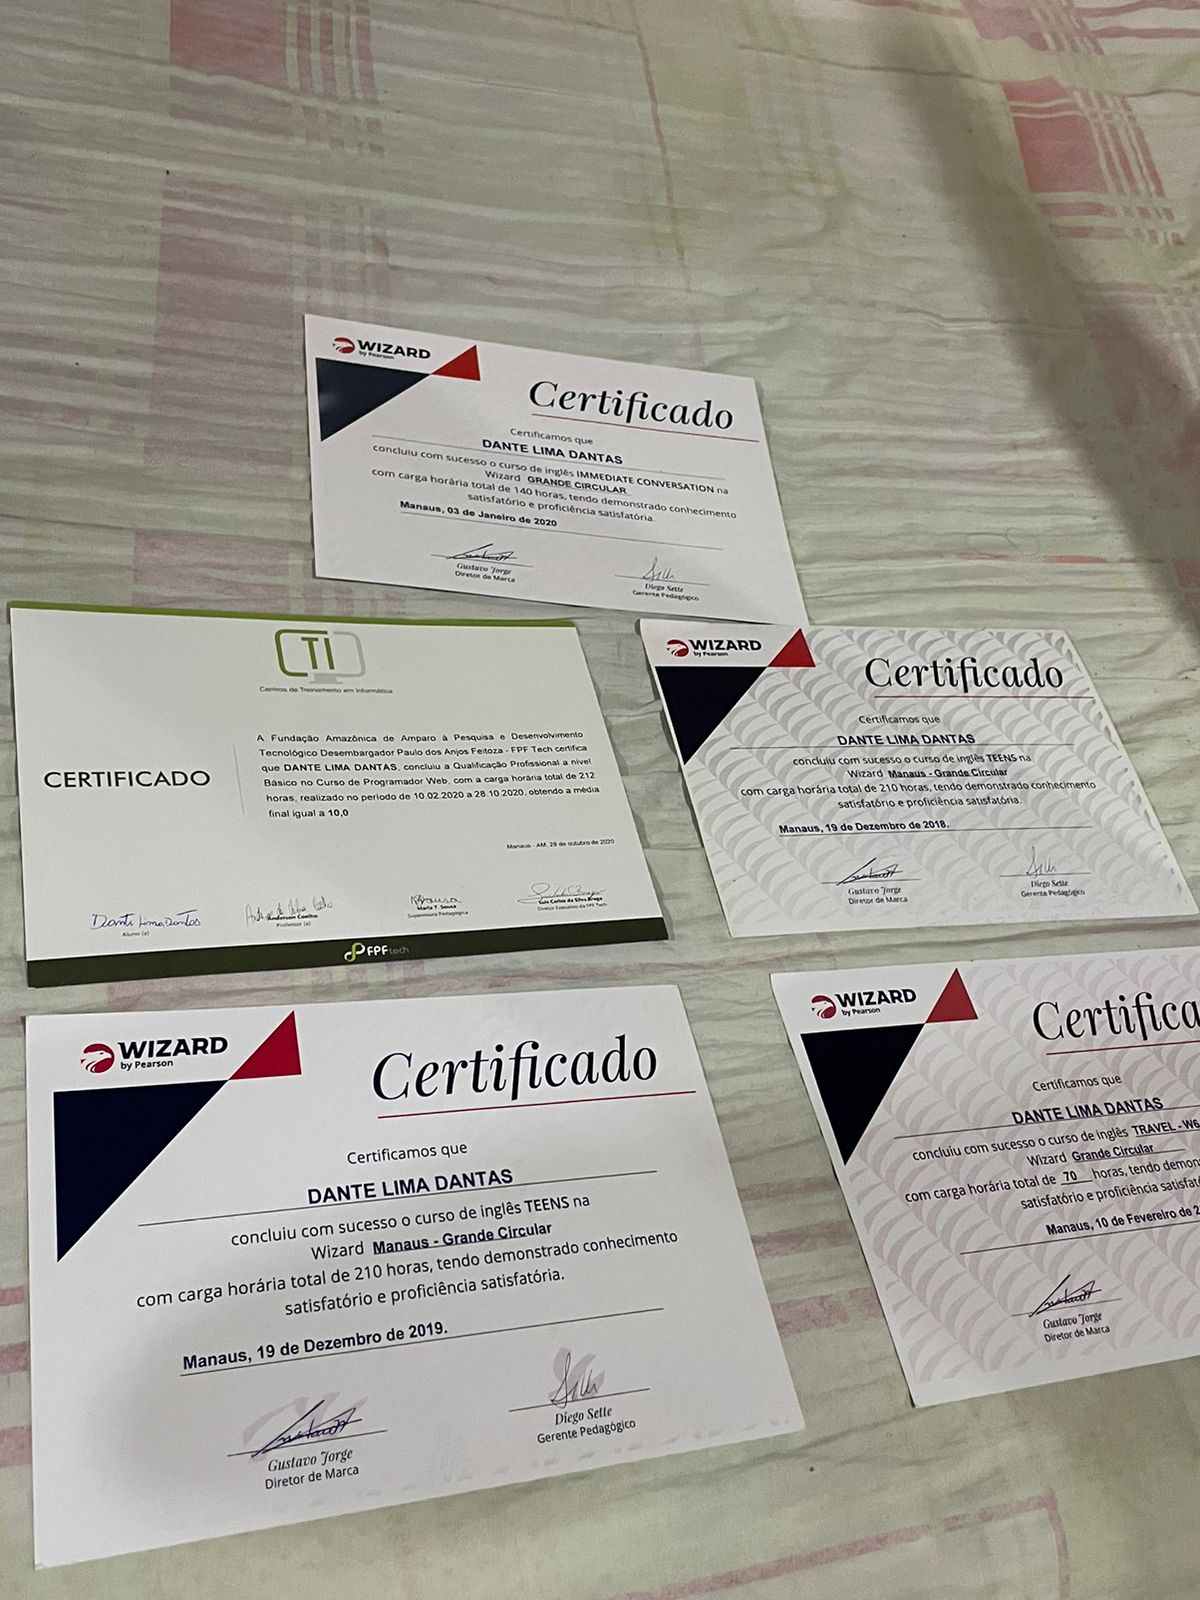 WIZARD
by Pearson
Certificado
Certificamos que
DANTE LIMA DANTAS
concluiu com sucesso o curso de inglês IMMEDIATE CONVERSATION na
Wizard GRANDE CIRCULAR
com carga horária total de 140 horas, tendo demonstrado conhecimento
satisfatório e proficiência satisfatória.
Manaus, 03 de Janeiro de 2020
Gustavo Jorge
Diretor de Marca
Diego Sette
Gerente Pedagógico
CTI
Centros de Treinamento em Informática
CERTIFICADO
A Fundação Amazônica de Amparo à Pesquisa e Desenvolvimento
Tecnológico Desembargador Paulo dos Anjos Feitoza - FPF Tech certifica
que DANTE LIMA DANTAS, concluiu a Qualificação Profissional a nível
Básico no Curso de Programador Web, com a carga horária total de 212
horas, realizado no período de 10.02.2020 a 28.10.2020, obtendo a média
final igual a 10,0
Manaus - AM, 28 de outubro de 2020
Dante Lima Dantas
Aluno (a)
Anderson Coelho
Professor (a)
Maria T. Sousa
Supervisora Pedagógica
Luis Carlos da Silva Braga
Diretor Executivo da FPF Tech
FPFtech
WIZARD
by Pearson
Certificado
Certificamos que
DANTE LIMA DANTAS
concluiu com sucesso o curso de inglês TEENS na
Wizard Manaus - Grande Circular
com carga horária total de 210 horas, tendo demonstrado conhecimento
satisfatório e proficiência satisfatória.
Manaus, 19 de Dezembro de 2018.
Gustavo Jorge
Diretor de Marca
Diego Sette
Gerente Pedagógico
WIZARD
by Pearson
Certificado
Certificamos que
DANTE LIMA DANTAS
concluiu com sucesso o curso de inglês TEENS na
Wizard Manaus - Grande Circular
com carga horária total de 210 horas, tendo demonstrado conhecimento
satisfatório e proficiência satisfatória.
Manaus, 19 de Dezembro de 2019.
Gustavo Jorge
Diretor de Marca
Diego Sette
Gerente Pedagógico
WIZARD
by Pearson
Certifica
Certificamos que
DANTE LIMA DANTAS
concluiu com sucesso o curso de inglês TRAVEL - W6
Wizard Grande Circular
com carga horária total de 70 horas, tendo demons
satisfatório e proficiência satisfató
Manaus, 10 de Fevereiro de 2
Gustavo Jorge
Diretor de Marca